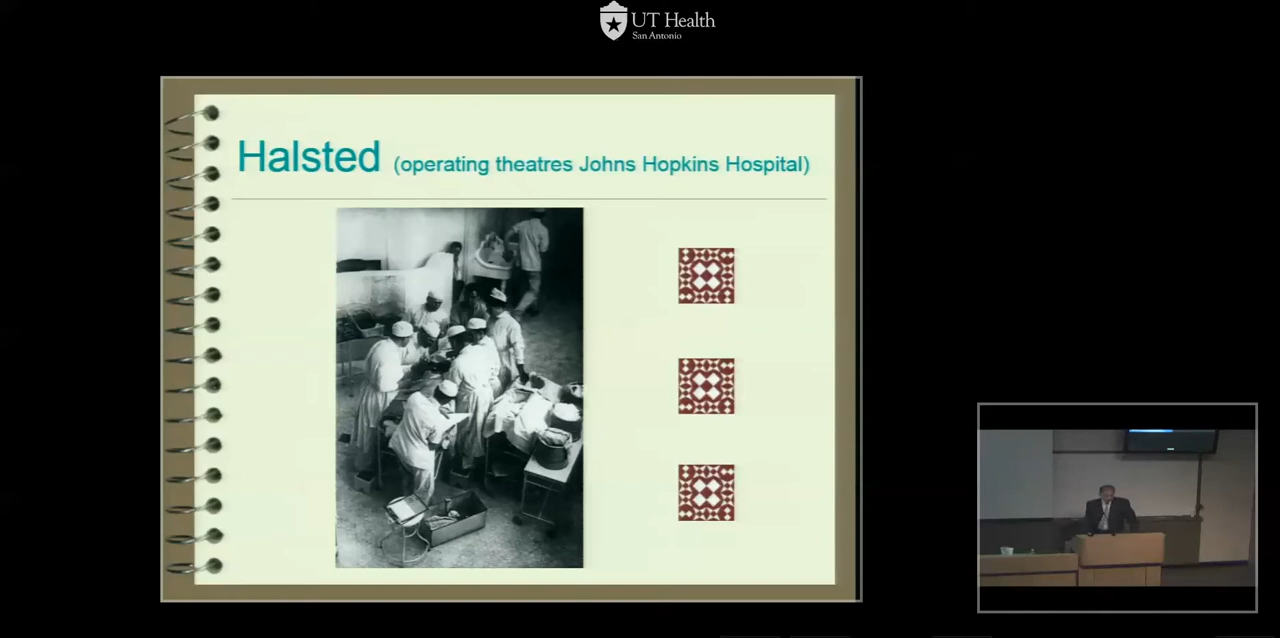 UT Health
San Antonio
Halsted (operating theatres Johns Hopkins Hospital)